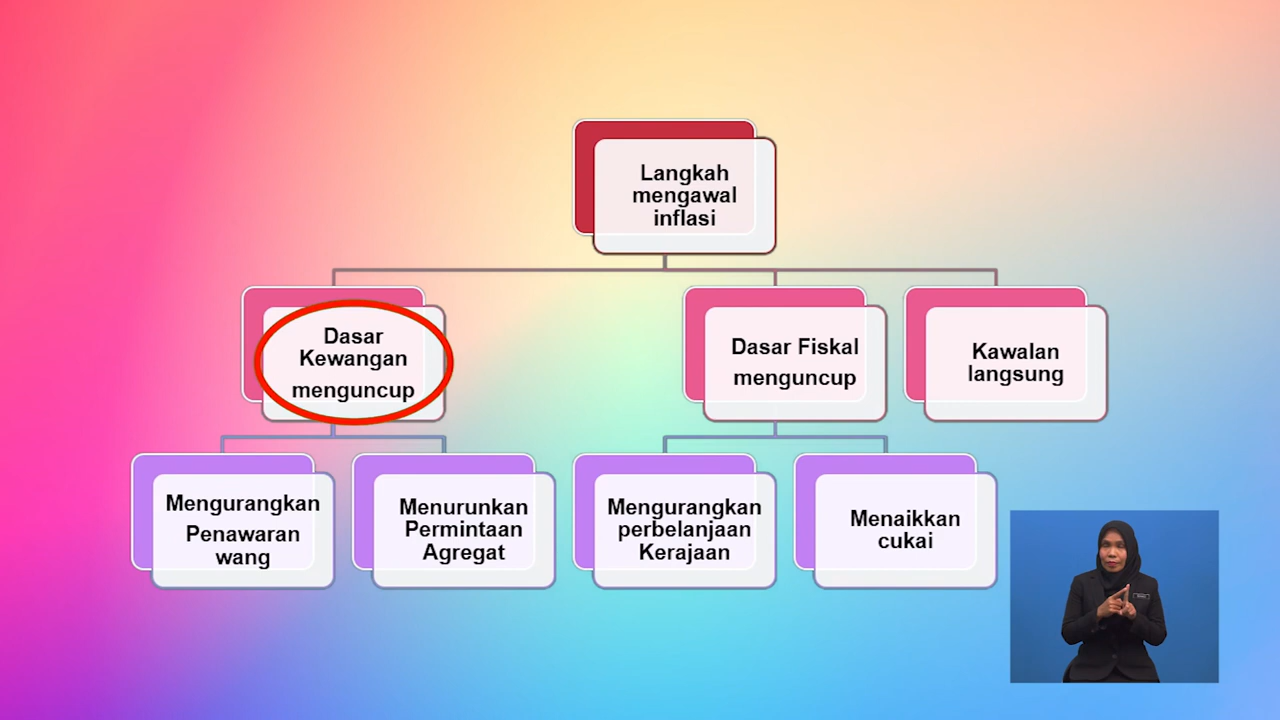 Langkah
mengawal
inflasi
Dasar
Kewangan
menguncup
Dasar Fiskal
menguncup
Kawalan
langsung
Mengurangkan
Penawaran
wang
Menurunkan
Permintaan
Agregat
Mengurangkan
perbelanjaan
Kerajaan
Menaikkan
cukai